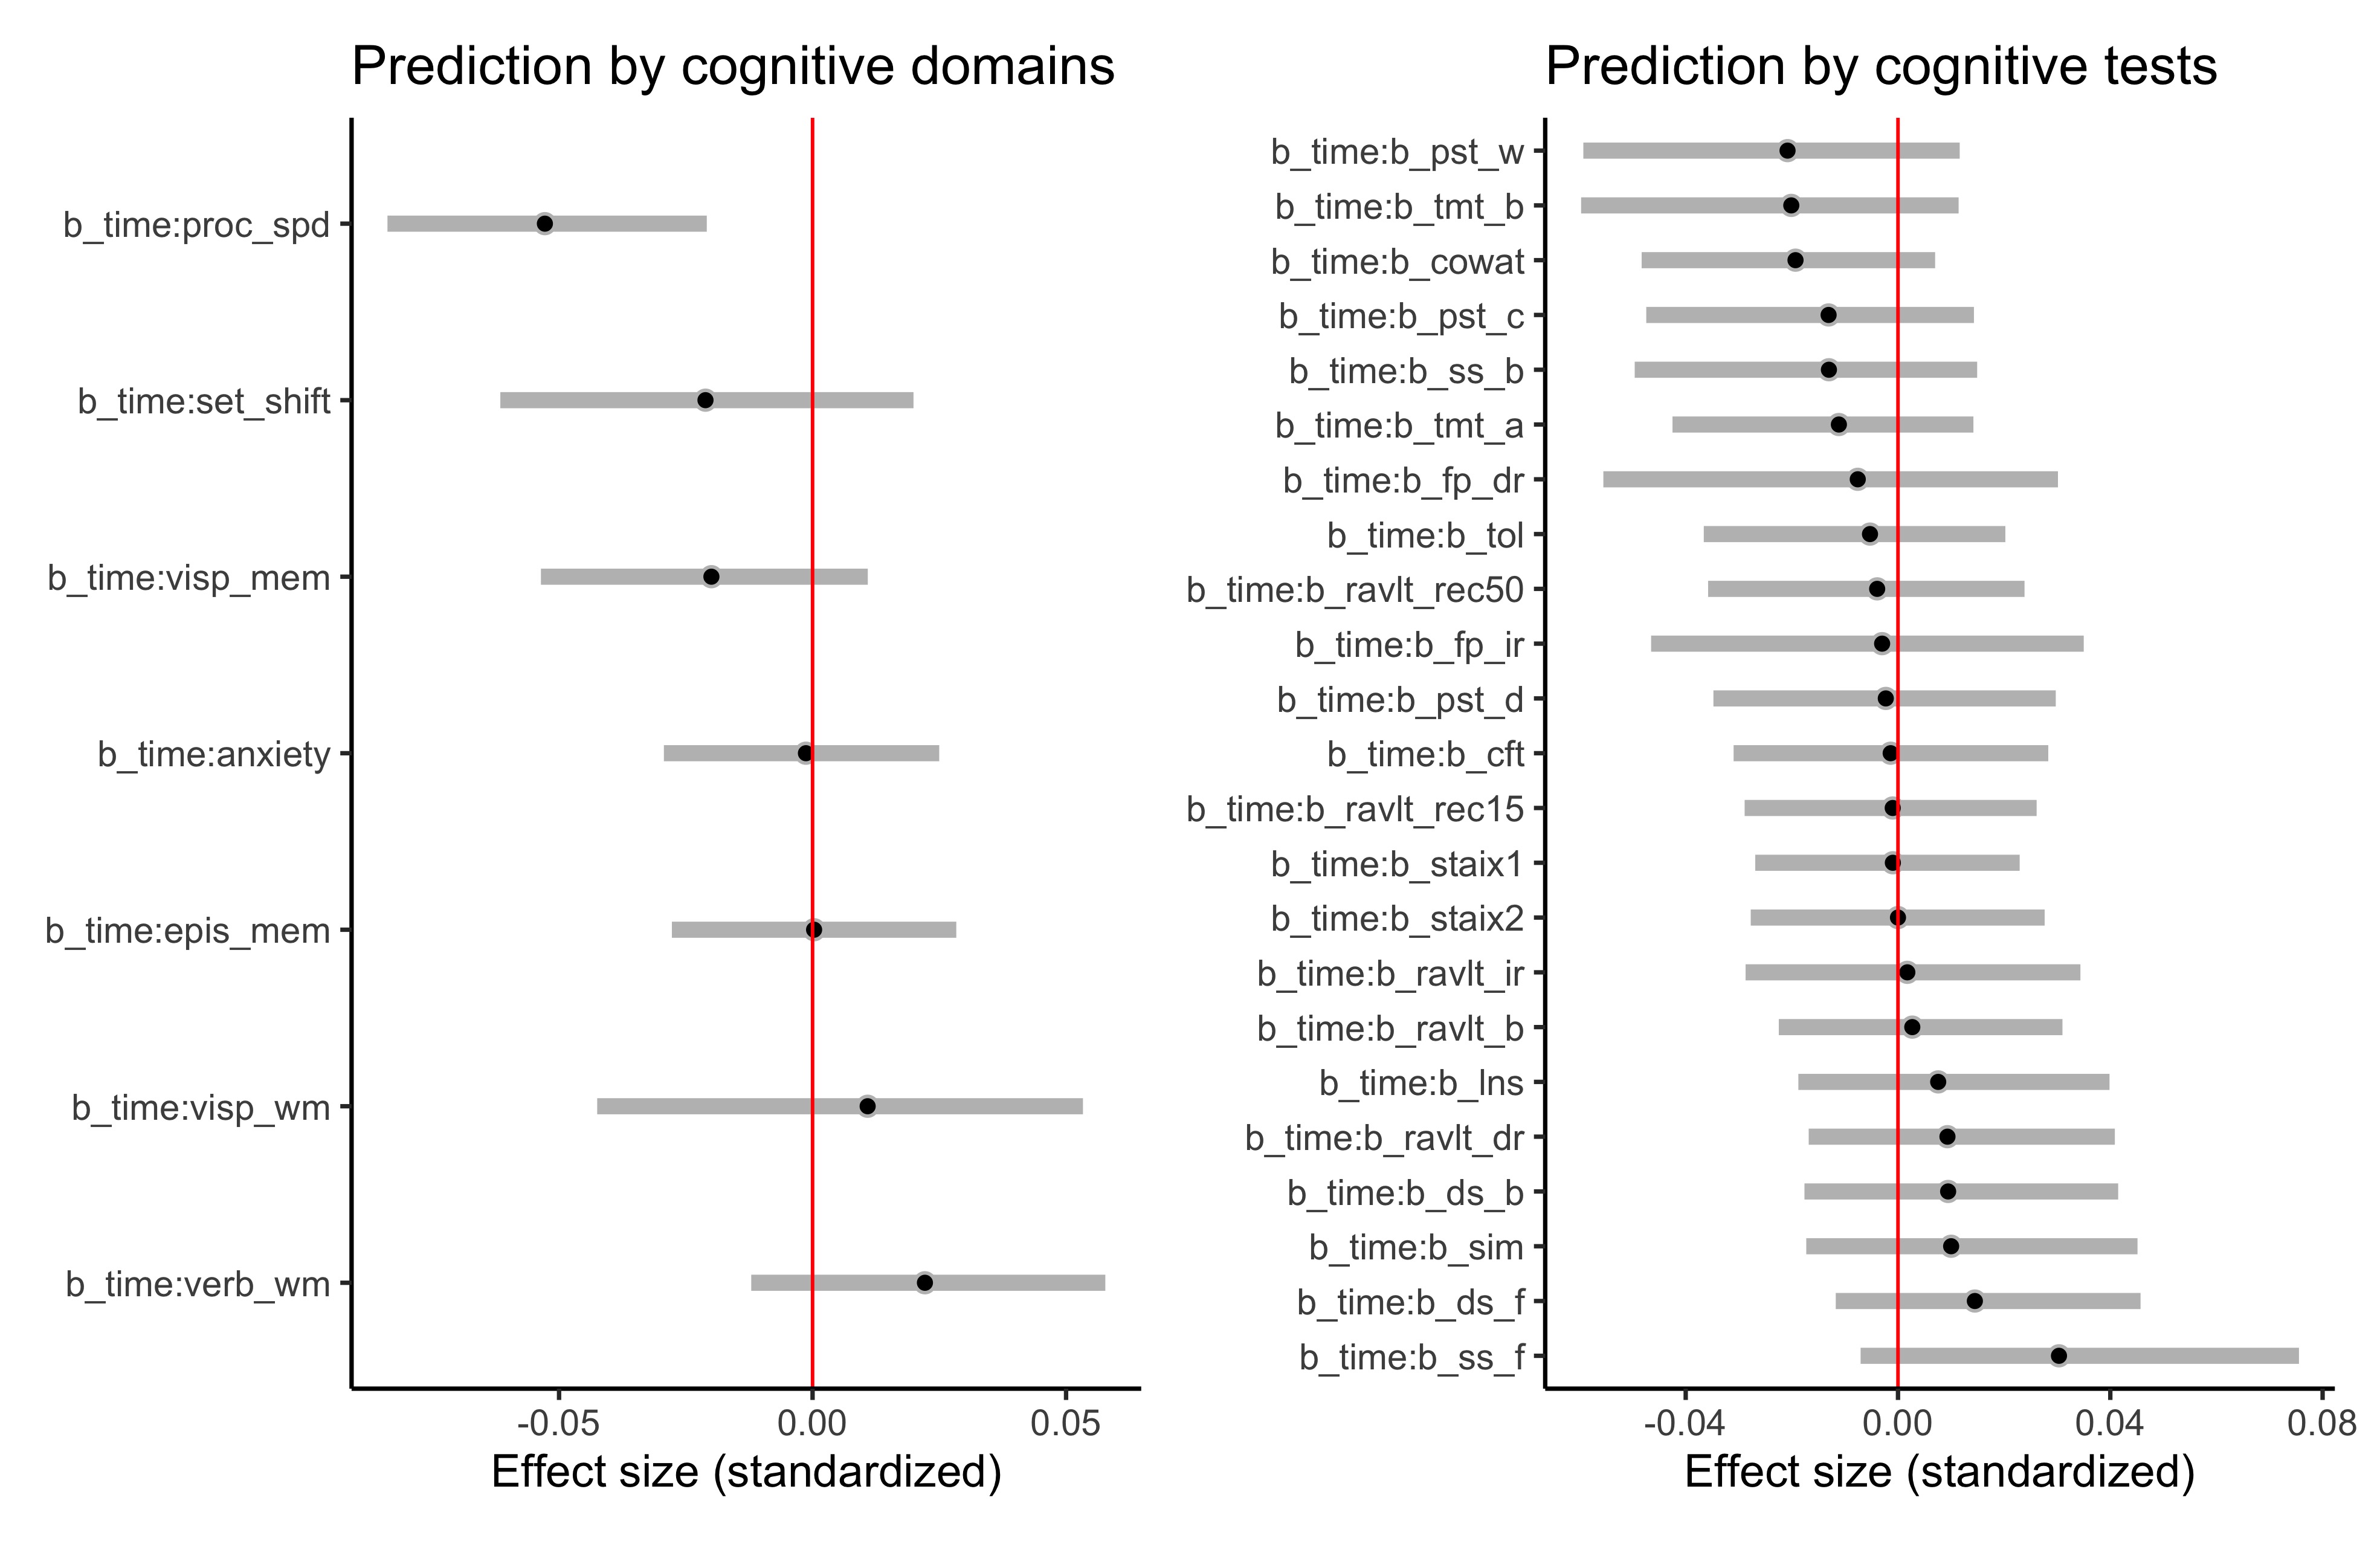 Prediction by cognitive domains
b_time:proc_spd
b_time:set_shift
b_time:visp_mem
b_time:anxiety
b_time:epis_mem
b_time:visp_wm
b_time:verb_wm
-0.05 0.00 0.05
Effect size (standardized)
Prediction by cognitive tests
b_time:b_pst_w
b_time:b_tmt_b
b_time:b_cowat
b_time:b_pst_c
b_time:b_ss_b
b_time:b_tmt_a
b_time:b_fp_dr
b_time:b_tol
b_time:b_ravlt_rec50
b_time:b_fp_ir
b_time:b_pst_d
b_time:b_cft
b_time:b_ravlt_rec15
b_time:b_staix1
b_time:b_staix2
b_time:b_ravlt_ir
b_time:b_ravlt_b
b_time:b_lns
b_time:b_ravlt_dr
b_time:b_ds_b
b_time:b_sim
b_time:b_ds_f
b_time:b_ss_f
-0.04 0.00 0.04 0.08
Effect size (standardized)